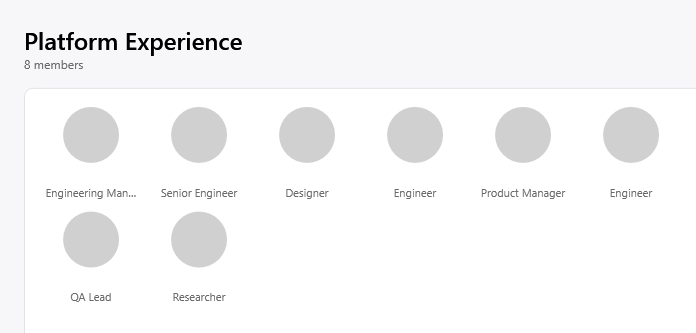 Platform Experience
8 members
Engineering Man...
Senior Engineer
Designer
Engineer
Product Manager
Engineer
QA Lead
Researcher